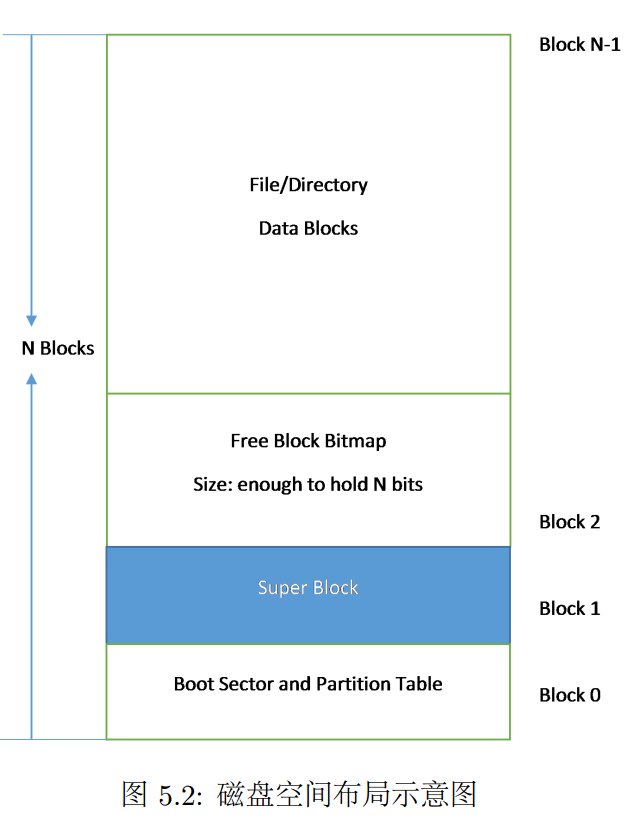 Block N-1
File/Directory
Data Blocks
N Blocks
Free Block Bitmap
Size: enough to hold N bits
Block 2
Super Block
Block 1
Boot Sector and Partition Table
Block 0
图 5.2: 磁盘空间布局示意图